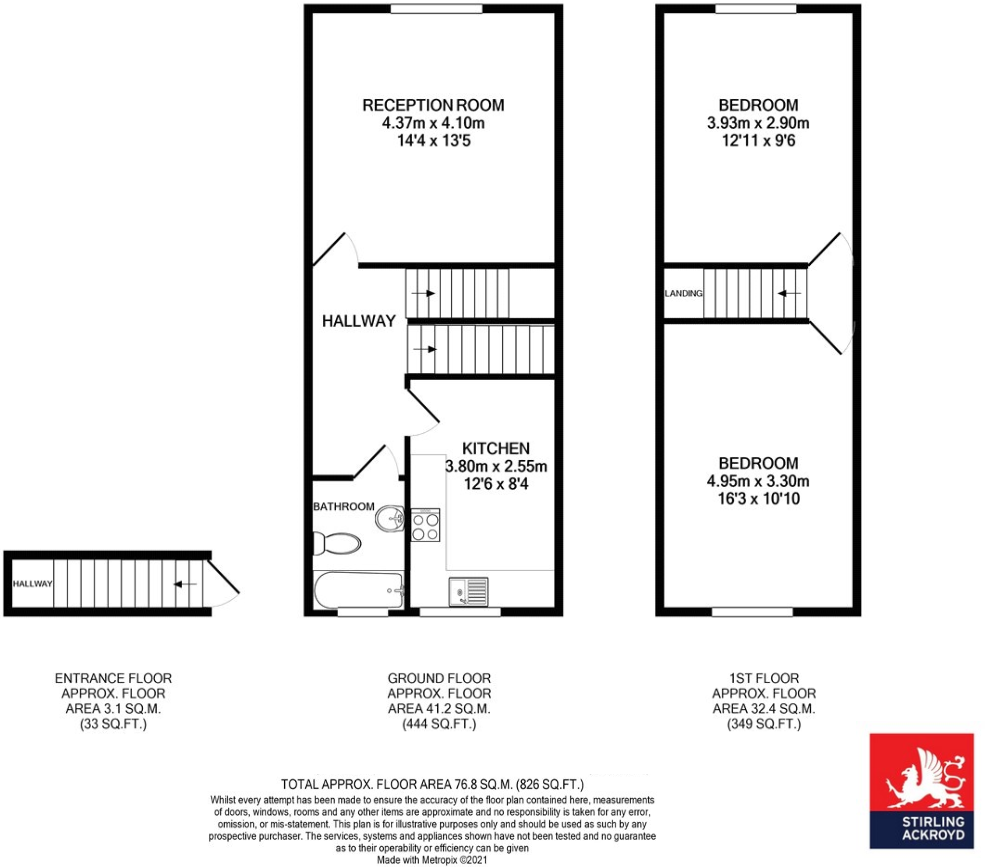 RECEPTION ROOM
4.37m x 4.10m
14'4 x 13'5
BEDROOM
3.93m x 2.90m
12'11 x 9'6
HALLWAY
LANDING
KITCHEN
3.80m x 2.55m
12'6 x 8'4
BEDROOM
4.95m x 3.30m
16'3 x 10'10
BATHROOM
HALLWAY
ENTRANCE FLOOR
APPROX. FLOOR
AREA 3.1 SQ.M.
(33 SQ.FT.)
GROUND FLOOR
APPROX. FLOOR
AREA 41.2 SQ.M.
(444 SQ.FT.)
1ST FLOOR
APPROX. FLOOR
AREA 32.4 SQ.M.
(349 SQ.FT.)
TOTAL APPROX. FLOOR AREA 76.8 SQ.M. (826 SQ.FT.)
Whilst every attempt has been made to ensure the accuracy of the floor plan contained here, measurements
of doors, windows, rooms and any other items are approximate and no responsibility is taken for any error,
omission, or mis-statement. This plan is for illustrative purposes only and should be used as such by any
prospective purchaser. The services, systems and appliances shown have not been tested and no guarantee
as to their operability or efficiency can be given
Made with Metropix ©2021
STIRLING
ACKROYD